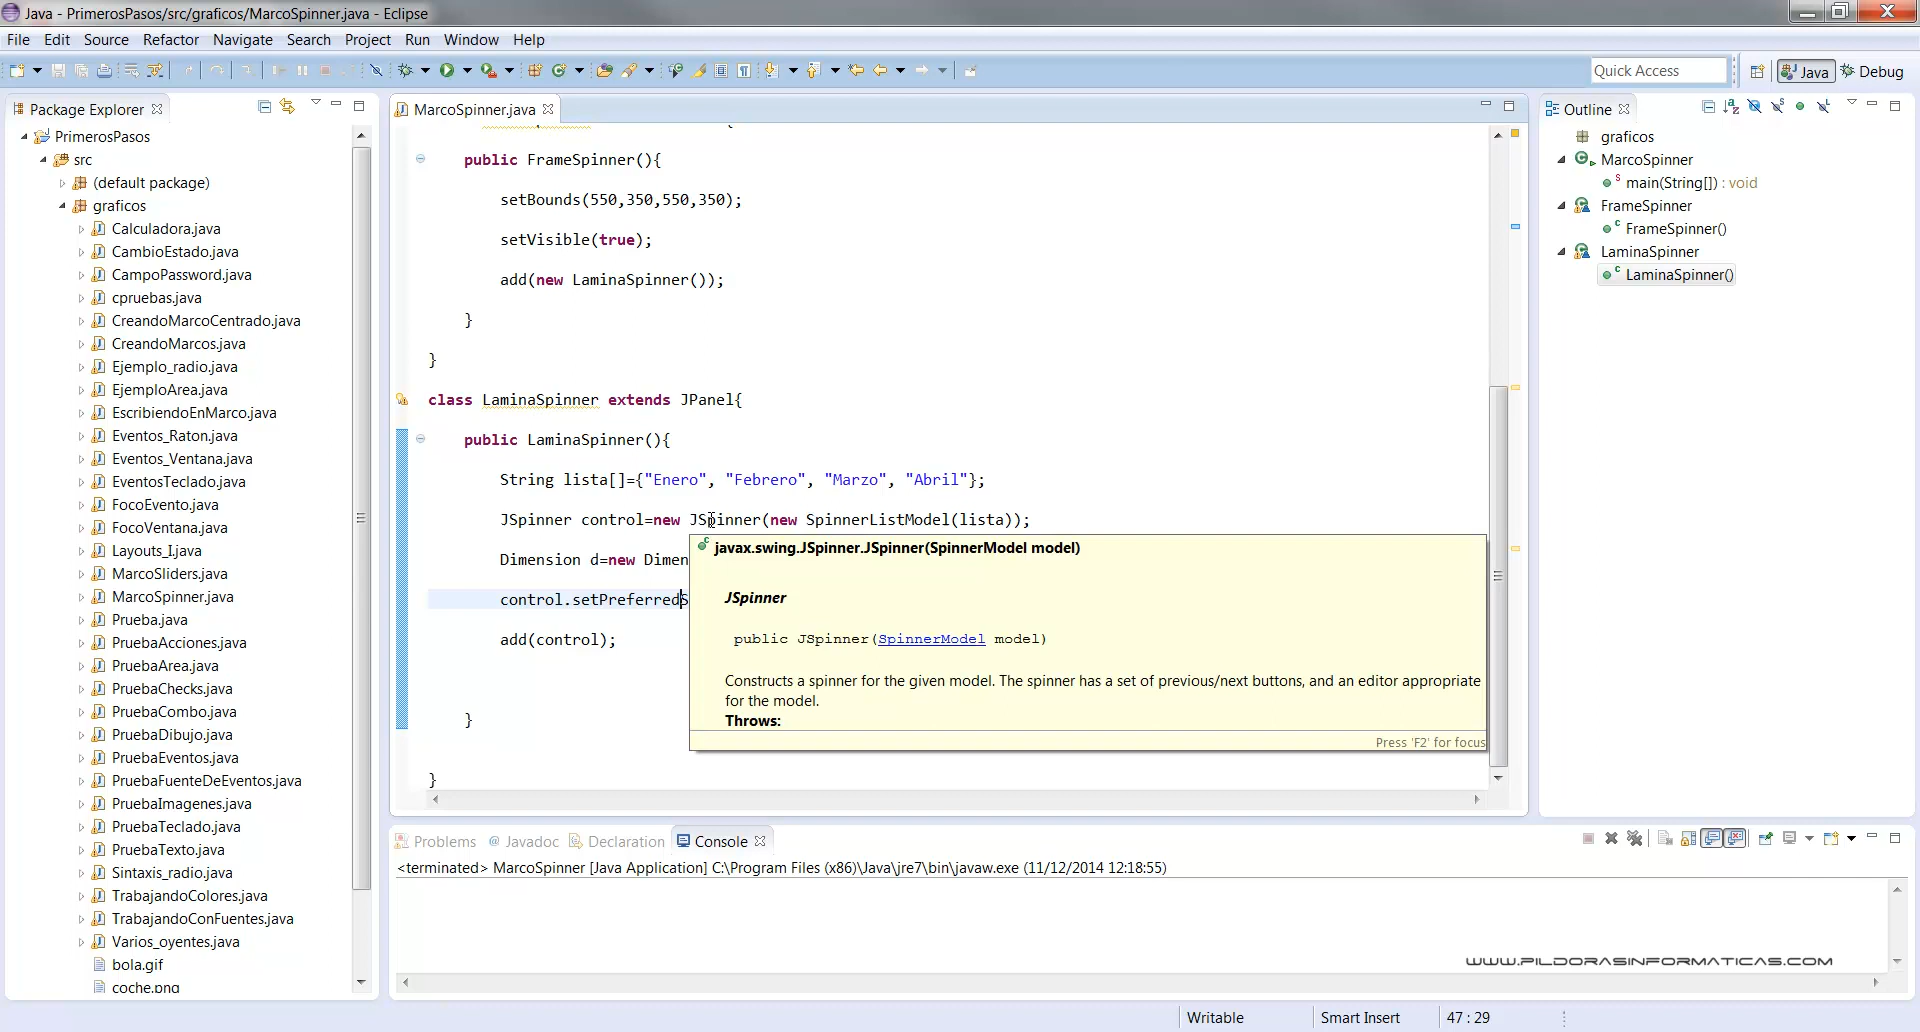 Java - PrimerosPasos/src/graficos/MarcoSpinner.java - Eclipse
File Edit Source Refactor Navigate Search Project Run Window Help
Quick Access
Java Debug
Package Explorer
PrimerosPasos
src
(default package)
graficos
Calculadora.java
CambioEstado.java
CampoPassword.java
cpruebas.java
CreandoMarcoCentrado.java
CreandoMarcos.java
Ejemplo_radio.java
EjemploArea.java
EscribiendoEnMarco.java
Eventos_Raton.java
Eventos_Ventana.java
EventosTeclado.java
FocoEvento.java
FocoVentana.java
Layouts_I.java
MarcoSliders.java
MarcoSpinner.java
Prueba.java
PruebaAcciones.java
PruebaArea.java
PruebaChecks.java
PruebaCombo.java
PruebaDibujo.java
PruebaEventos.java
PruebaFuenteDeEventos.java
PruebaImagenes.java
PruebaTeclado.java
PruebaTexto.java
Sintaxis_radio.java
TrabajandoColores.java
TrabajandoConFuentes.java
Varios_oyentes.java
bola.gif
coche.png
MarcoSpinner.java
{
public FrameSpinner(){
setBounds(550,350,550,350);
setVisible(true);
add(new LaminaSpinner());
}
}
class LaminaSpinner extends JPanel{
public LaminaSpinner(){
String lista[]={"Enero", "Febrero", "Marzo", "Abril"};
JSpinner control=new JSpinner(new SpinnerListModel(lista));
Dimension d=new Dimen
control.setPreferredS
add(control);
}
}
javax.swing.JSpinner.JSpinner(SpinnerModel model)
JSpinner
public JSpinner(SpinnerModel model)
Constructs a spinner for the given model. The spinner has a set of previous/next buttons, and an editor appropriate
for the model.
Throws:
Press 'F2' for focus
Outline
graficos
MarcoSpinner
main(String[]) : void
FrameSpinner
FrameSpinner()
LaminaSpinner
LaminaSpinner()
Problems @ Javadoc Declaration Console
<terminated> MarcoSpinner [Java Application] C:\Program Files (x86)\Java\jre7\bin\javaw.exe (11/12/2014 12:18:55)
WWW.PILDORASINFORMATICAS.COM
Writable Smart Insert 47 : 29